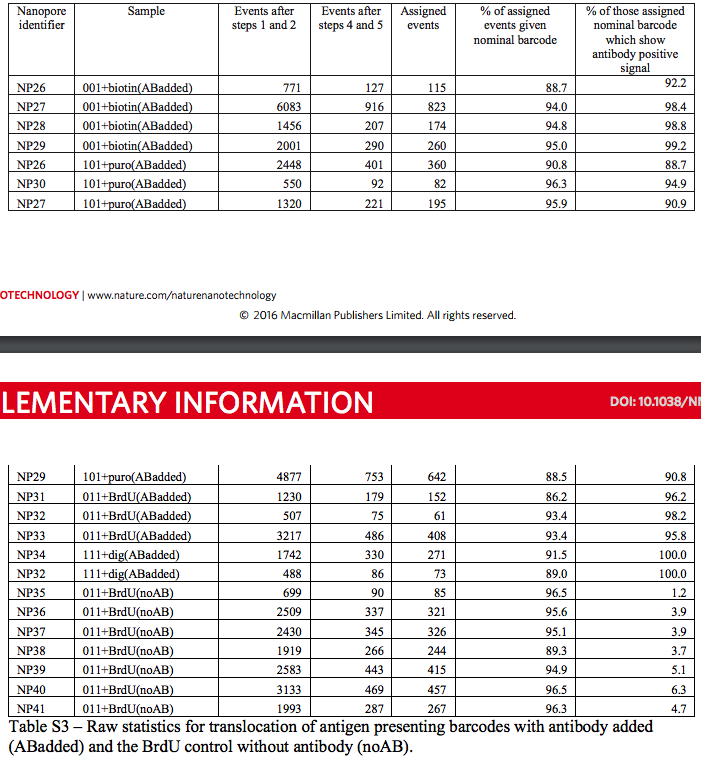 Nanopore identifier Sample Events after steps 1 and 2 Events after steps 4 and 5 Assigned events % of assigned events given nominal barcode % of those assigned nominal barcode which show antibody positive signal
NP26 001+biotin(ABadded) 771 127 115 88.7 92.2
NP27 001+biotin(ABadded) 6083 916 823 94.0 98.4
NP28 001+biotin(ABadded) 1456 207 174 94.8 98.8
NP29 001+biotin(ABadded) 2001 290 260 95.0 99.2
NP26 101+puro(ABadded) 2448 401 360 90.8 88.7
NP30 101+puro(ABadded) 550 92 82 96.3 94.9
NP27 101+puro(ABadded) 1320 221 195 95.9 90.9
OTECHNOLOGY | www.nature.com/naturenanotechnology
© 2016 Macmillan Publishers Limited. All rights reserved.
LEMENTARY INFORMATION
DOI: 10.1038/NI
NP29 101+puro(ABadded) 4877 753 642 88.5 90.8
NP31 011+BrdU(ABadded) 1230 179 152 86.2 96.2
NP32 011+BrdU(ABadded) 507 75 61 93.4 98.2
NP33 011+BrdU(ABadded) 3217 486 408 93.4 95.8
NP34 111+dig(ABadded) 1742 330 271 91.5 100.0
NP32 111+dig(ABadded) 488 86 73 89.0 100.0
NP35 011+BrdU(noAB) 699 90 85 96.5 1.2
NP36 011+BrdU(noAB) 2509 337 321 95.6 3.9
NP37 011+BrdU(noAB) 2430 345 326 95.1 3.9
NP38 011+BrdU(noAB) 1919 266 244 89.3 3.7
NP39 011+BrdU(noAB) 2583 443 415 94.9 5.1
NP40 011+BrdU(noAB) 3133 469 457 96.5 6.3
NP41 011+BrdU(noAB) 1993 287 267 96.3 4.7
Table S3 – Raw statistics for translocation of antigen presenting barcodes with antibody added
(ABadded) and the BrdU control without antibody (noAB).